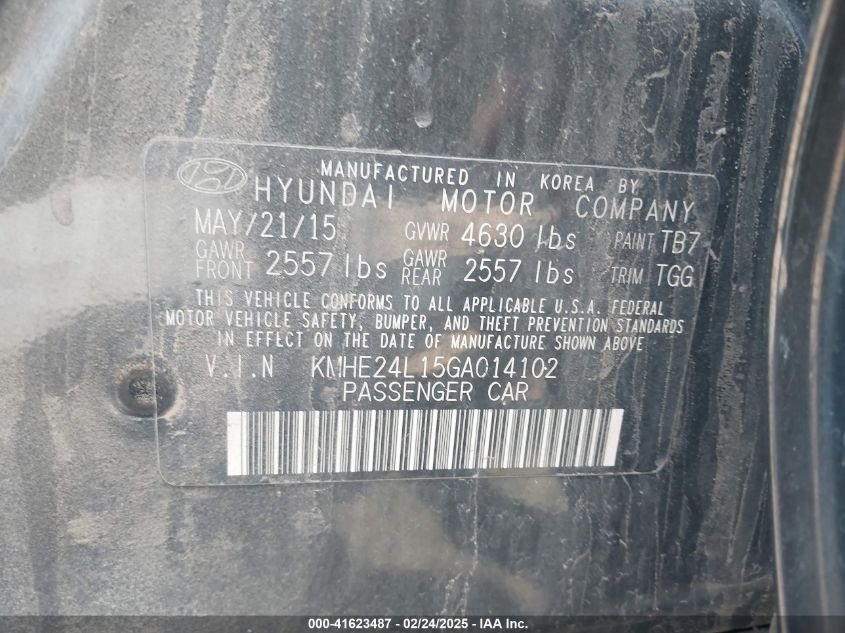 MANUFACTURED IN KOREA BY
HYUNDAI MOTOR COMPANY
MAY/21/15 GVWR 4630 lbs PAINT TB7
GAWR FRONT 2557 lbs GAWR REAR 2557 lbs TRIM TGG
THIS VEHICLE CONFORMS TO ALL APPLICABLE U.S.A. FEDERAL
MOTOR VEHICLE SAFETY, BUMPER, AND THEFT PREVENTION STANDARDS
IN EFFECT ON THE DATE OF MANUFACTURE SHOWN ABOVE
V.I.N KMHE24L15GA014102
PASSENGER CAR
000-41623487 - 02/24/2025 - IAA Inc.